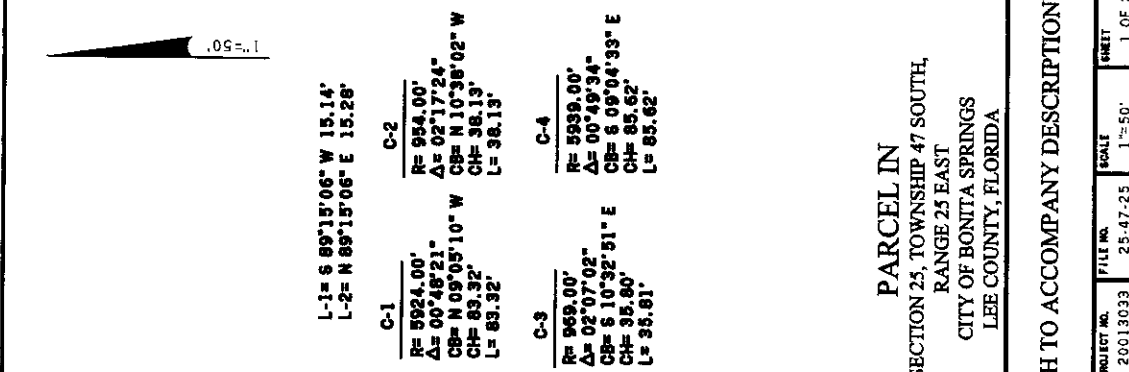 1"=50'
L-1= S 89°15'06" W 15.14'
L-2= N 89°15'06" E 15.28'
C-1
R= 5924.00'
Δ= 00°48'21"
CB= N 09°05'10" W
CH= 83.32'
L= 83.32'
C-2
R= 954.00'
Δ= 02°17'24"
CB= N 10°38'02" W
CH= 38.13'
L= 38.13'
C-3
R= 969.00'
Δ= 02°07'02"
CB= S 10°32'51" E
CH= 35.80'
L= 35.81'
C-4
R= 5939.00'
Δ= 00°49'34"
CB= S 09°04'33" E
CH= 85.62'
L= 85.62'
PARCEL IN
SECTION 25, TOWNSHIP 47 SOUTH,
RANGE 25 EAST
CITY OF BONITA SPRINGS
LEE COUNTY, FLORIDA
H TO ACCOMPANY DESCRIPTION
ROJECT NO.
20013033
FILE NO.
25-47-25
SCALE
1"=50'
SHEET
1 OF